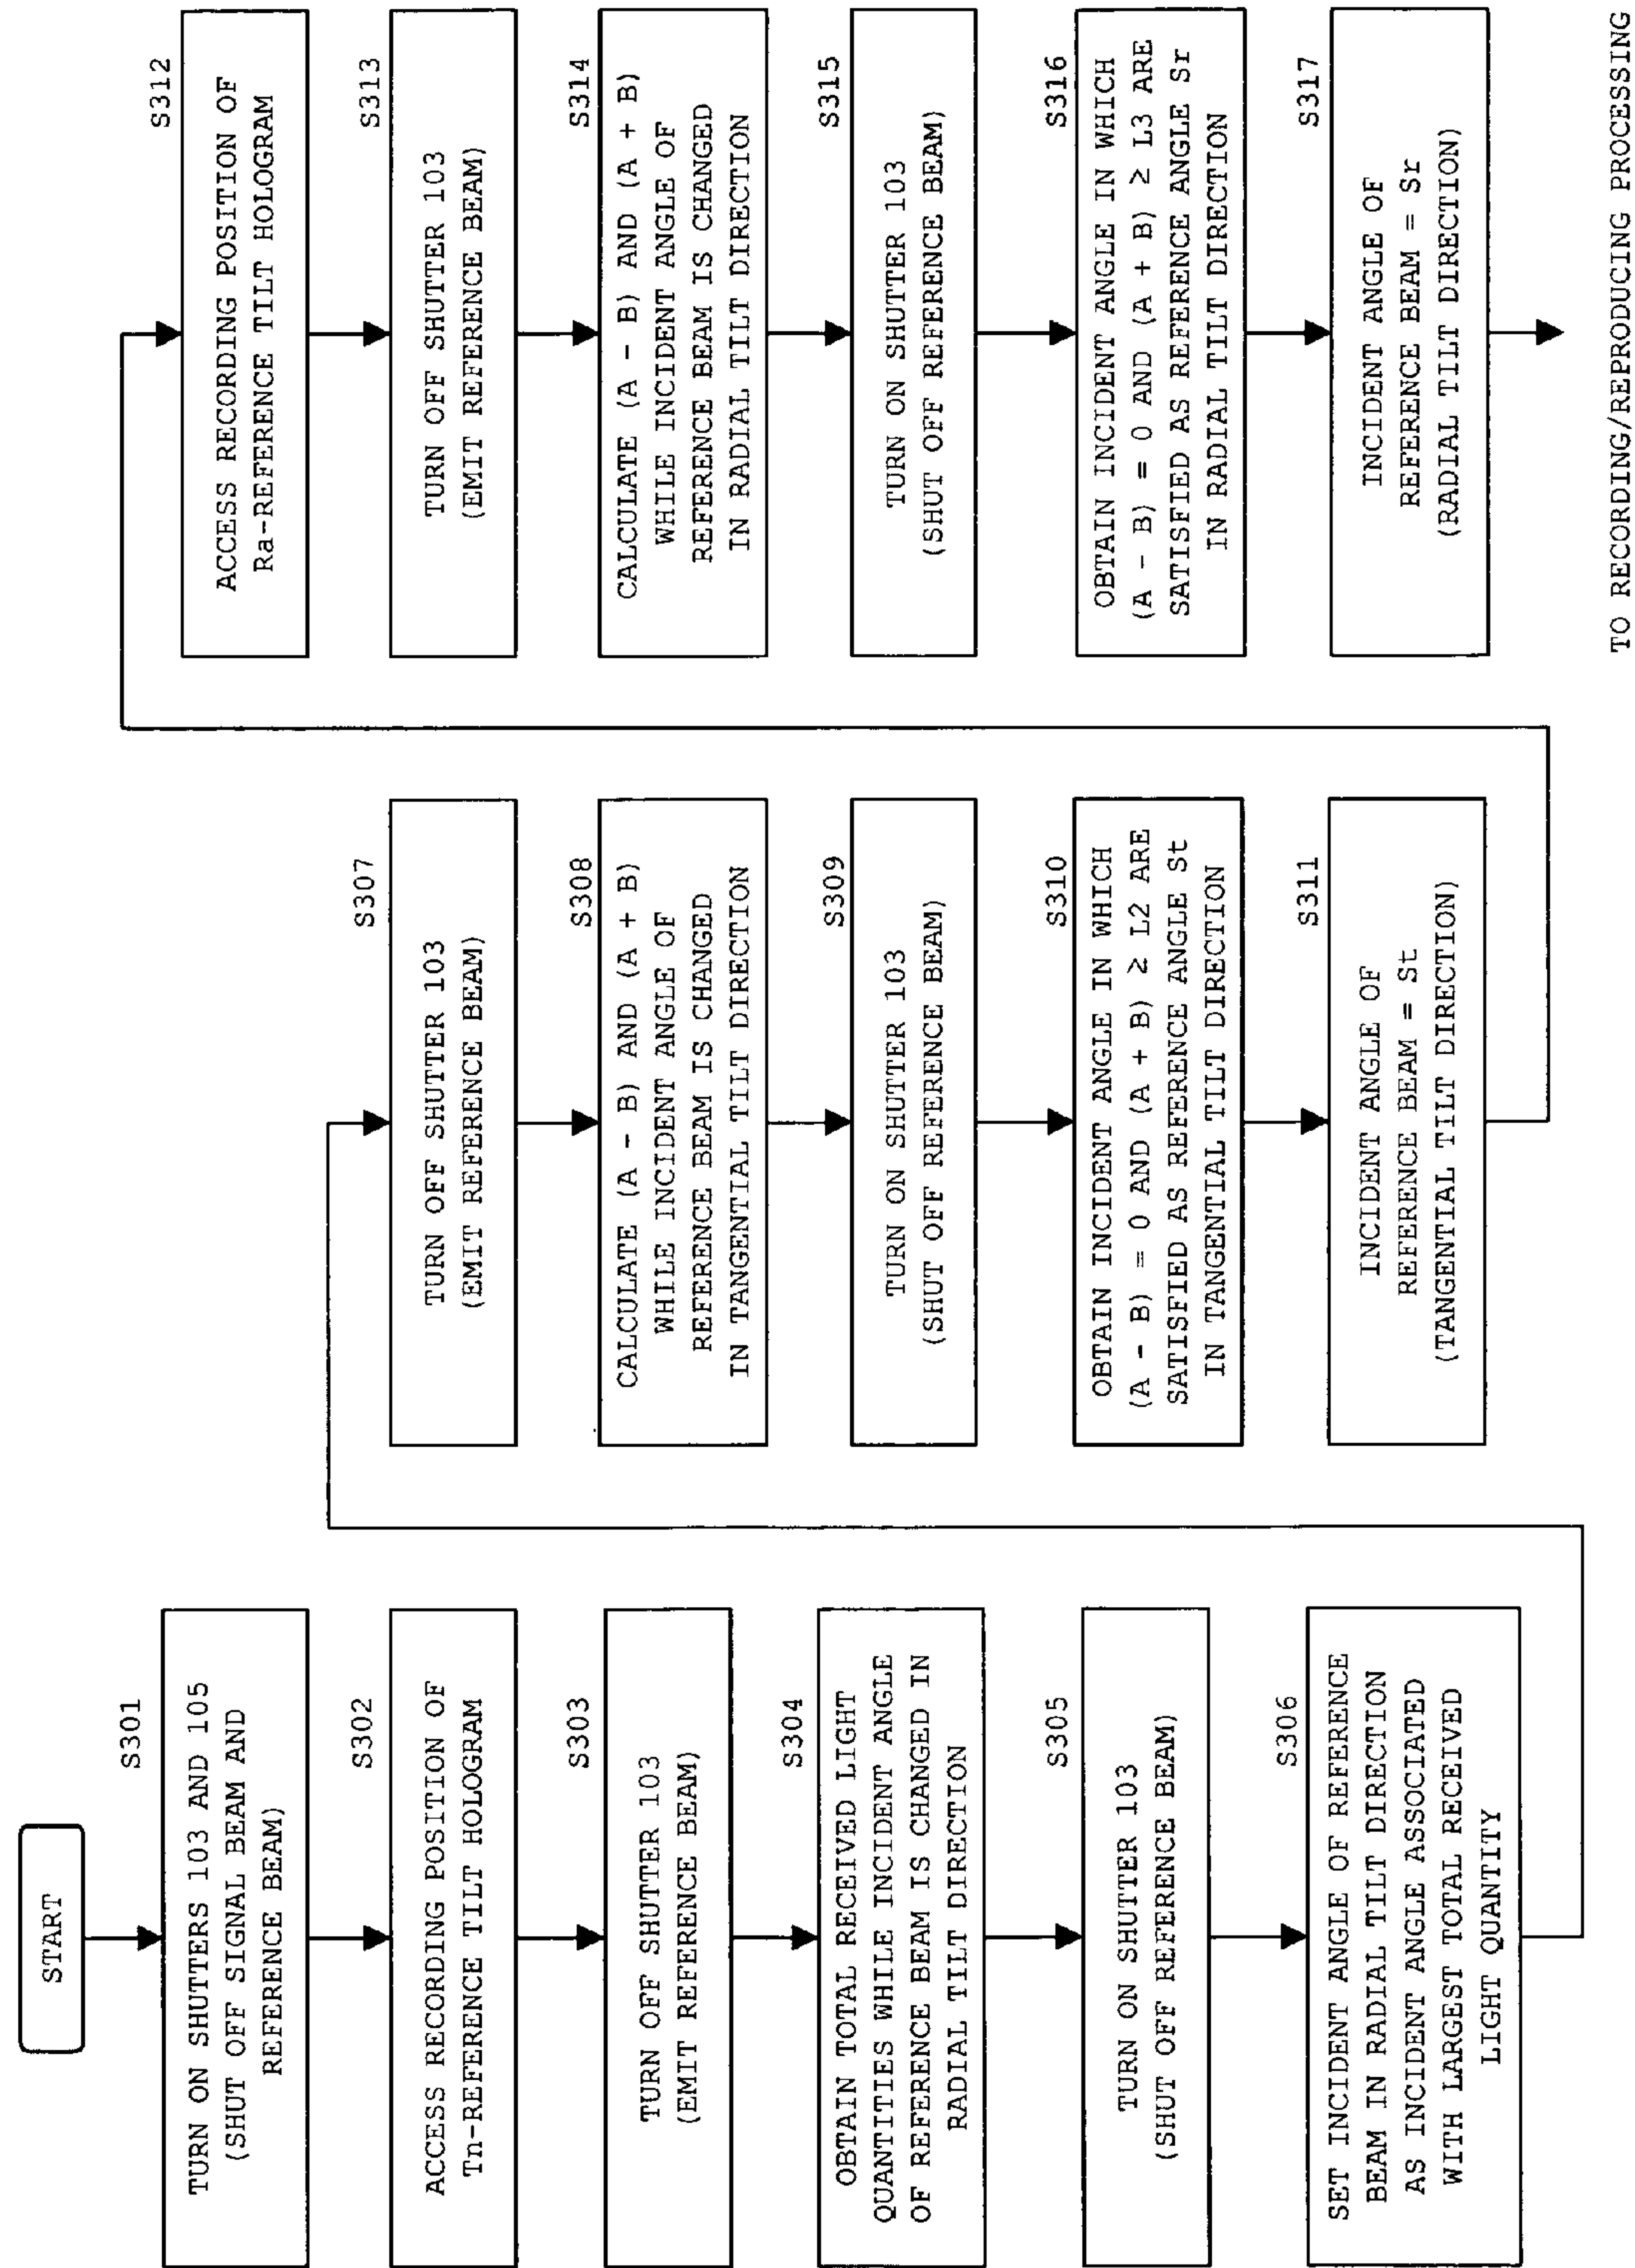 START
S301
TURN ON SHUTTERS 103 AND 105
(SHUT OFF SIGNAL BEAM AND
REFERENCE BEAM)
S302
ACCESS RECORDING POSITION OF
Tn-REFERENCE TILT HOLOGRAM
S303
TURN OFF SHUTTER 103
(EMIT REFERENCE BEAM)
S304
OBTAIN TOTAL RECEIVED LIGHT
QUANTITIES WHILE INCIDENT ANGLE
OF REFERENCE BEAM IS CHANGED IN
RADIAL TILT DIRECTION
S305
TURN ON SHUTTER 103
(SHUT OFF REFERENCE BEAM)
S306
SET INCIDENT ANGLE OF REFERENCE
BEAM IN RADIAL TILT DIRECTION
AS INCIDENT ANGLE ASSOCIATED
WITH LARGEST TOTAL RECEIVED
LIGHT QUANTITY
S307
TURN OFF SHUTTER 103
(EMIT REFERENCE BEAM)
S308
CALCULATE (A - B) AND (A + B)
WHILE INCIDENT ANGLE OF
REFERENCE BEAM IS CHANGED
IN TANGENTIAL TILT DIRECTION
S309
TURN ON SHUTTER 103
(SHUT OFF REFERENCE BEAM)
S310
OBTAIN INCIDENT ANGLE IN WHICH
(A - B) = 0 AND (A + B) ≥ L2 ARE
SATISFIED AS REFERENCE ANGLE St
IN TANGENTIAL TILT DIRECTION
S311
INCIDENT ANGLE OF
REFERENCE BEAM = St
(TANGENTIAL TILT DIRECTION)
S312
ACCESS RECORDING POSITION OF
Ra-REFERENCE TILT HOLOGRAM
S313
TURN OFF SHUTTER 103
(EMIT REFERENCE BEAM)
S314
CALCULATE (A - B) AND (A + B)
WHILE INCIDENT ANGLE OF
REFERENCE BEAM IS CHANGED
IN RADIAL TILT DIRECTION
S315
TURN ON SHUTTER 103
(SHUT OFF REFERENCE BEAM)
S316
OBTAIN INCIDENT ANGLE IN WHICH
(A - B) = 0 AND (A + B) ≥ L3 ARE
SATISFIED AS REFERENCE ANGLE Sr
IN RADIAL TILT DIRECTION
S317
INCIDENT ANGLE OF
REFERENCE BEAM = Sr
(RADIAL TILT DIRECTION)
TO RECORDING/REPRODUCING PROCESSING